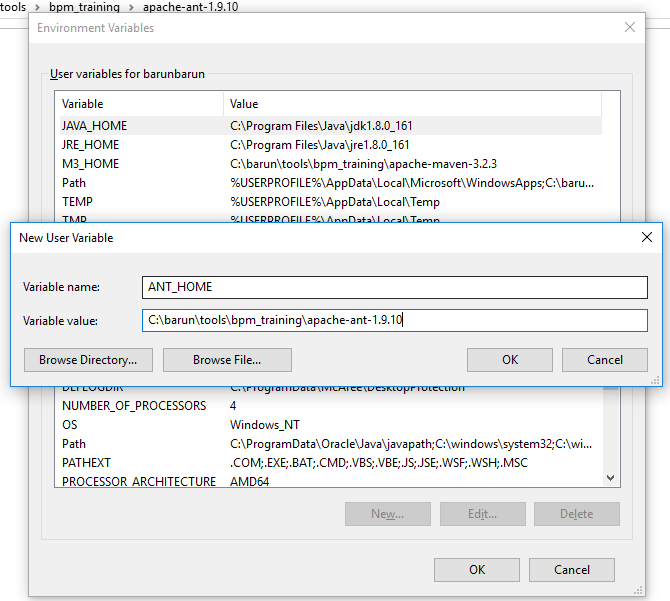 tools > bpm_training > apache-ant-1.9.10
Environment Variables
User variables for barunbarun
Variable Value
JAVA_HOME C:\Program Files\Java\jdk1.8.0_161
JRE_HOME C:\Program Files\Java\jre1.8.0_161
M3_HOME C:\barun\tools\bpm_training\apache-maven-3.2.3
Path %USERPROFILE%\AppData\Local\Microsoft\WindowsApps;C:\baru...
TEMP %USERPROFILE%\AppData\Local\Temp
TMP %USERPROFILE%\AppData\Local\Temp
New User Variable
Variable name: ANT_HOME
Variable value: C:\barun\tools\bpm_training\apache-ant-1.9.10
Browse Directory... Browse File... OK Cancel
DEFLOGDIR C:\ProgramData\McAfee\DesktopProtection
NUMBER_OF_PROCESSORS 4
OS Windows_NT
Path C:\ProgramData\Oracle\Java\javapath;C:\windows\system32;C:\wi...
PATHEXT .COM;.EXE;.BAT;.CMD;.VBS;.VBE;.JS;.JSE;.WSF;.WSH;.MSC
PROCESSOR_ARCHITECTURE AMD64
New... Edit... Delete
OK Cancel